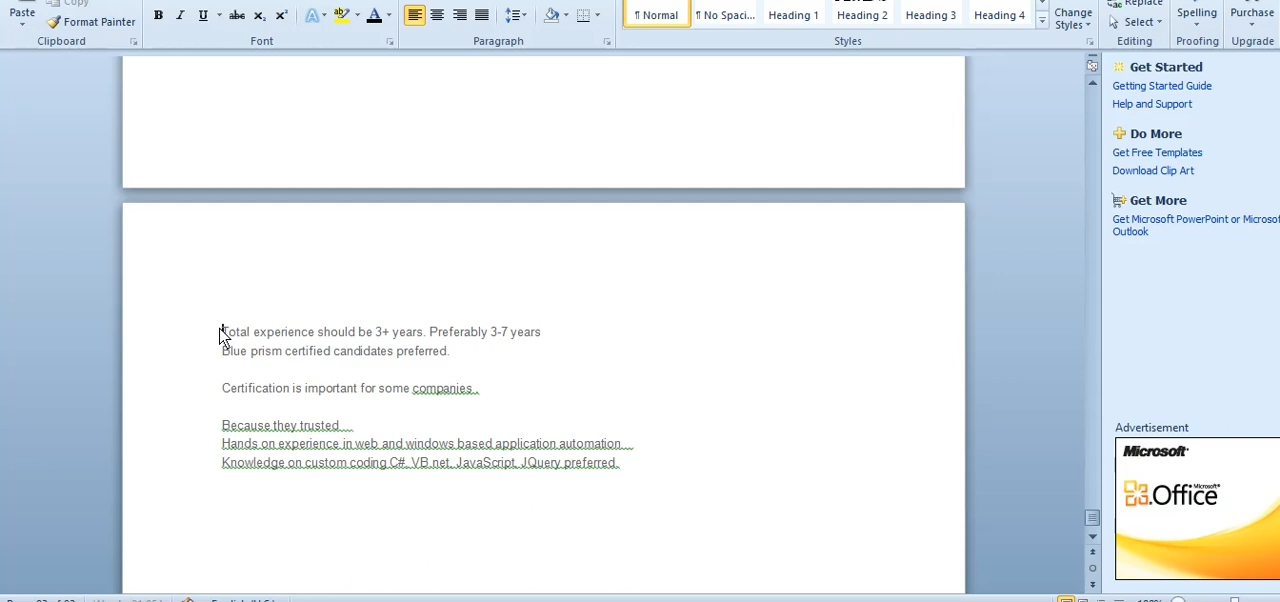 Paste
Copy
Format Painter
Clipboard
Font
Paragraph
¶ Normal
¶ No Spaci...
Heading 1
Heading 2
Heading 3
Heading 4
Styles
Change Styles
Replace
Select
Editing
Spelling
Proofing
Purchase
Upgrade
Total experience should be 3+ years. Preferably 3-7 years
Blue prism certified candidates preferred.
Certification is important for some companies..
Because they trusted....
Hands on experience in web and windows based application automation....
Knowledge on custom coding C#, VB.net, JavaScript, JQuery preferred.
Get Started
Getting Started Guide
Help and Support
Do More
Get Free Templates
Download Clip Art
Get More
Get Microsoft PowerPoint or Microsof
Outlook
Advertisement
Microsoft
Microsoft
Office